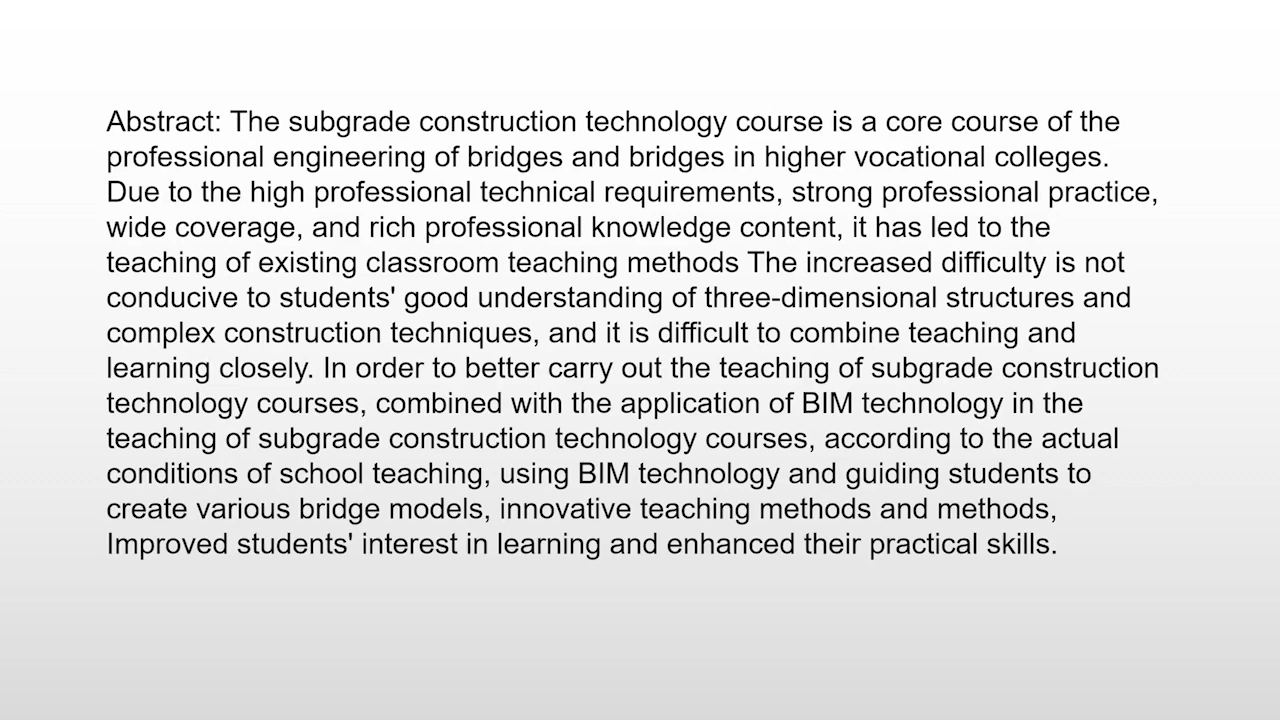 Abstract: The subgrade construction technology course is a core course of the
professional engineering of bridges and bridges in higher vocational colleges.
Due to the high professional technical requirements, strong professional practice,
wide coverage, and rich professional knowledge content, it has led to the
teaching of existing classroom teaching methods The increased difficulty is not
conducive to students' good understanding of three-dimensional structures and
complex construction techniques, and it is difficult to combine teaching and
learning closely. In order to better carry out the teaching of subgrade construction
technology courses, combined with the application of BIM technology in the
teaching of subgrade construction technology courses, according to the actual
conditions of school teaching, using BIM technology and guiding students to
create various bridge models, innovative teaching methods and methods,
Improved students' interest in learning and enhanced their practical skills.